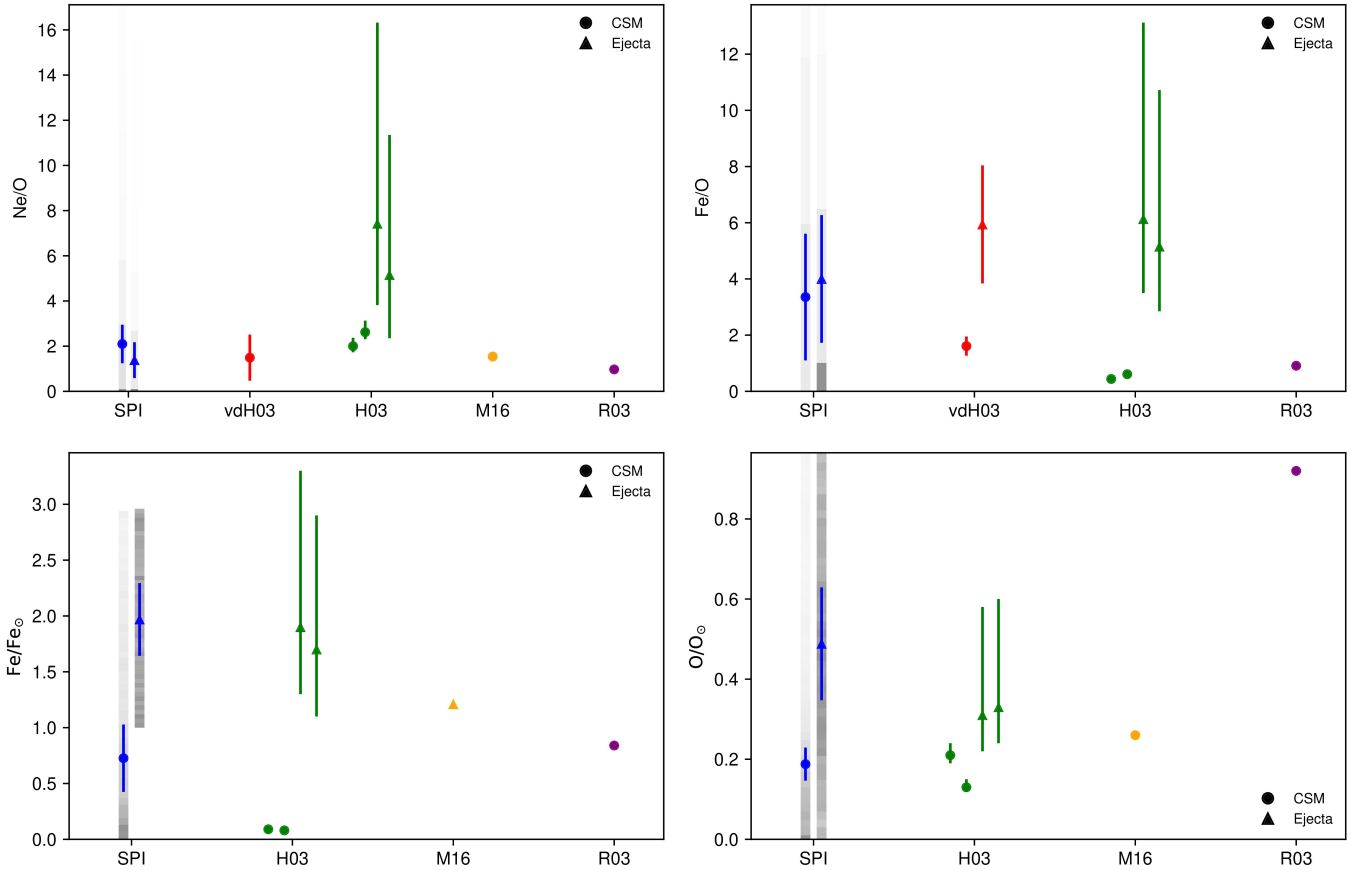 CSM
Ejecta
Ne/O
16
14
12
10
8
6
4
2
0
SPI vdH03 H03 M16 R03
CSM
Ejecta
Fe/O
12
10
8
6
4
2
0
SPI vdH03 H03 R03
CSM
Ejecta
Fe/Fe⊙
3.0
2.5
2.0
1.5
1.0
0.5
0.0
SPI H03 M16 R03
O/O⊙
0.8
0.6
0.4
0.2
0.0
CSM
Ejecta
SPI H03 M16 R03